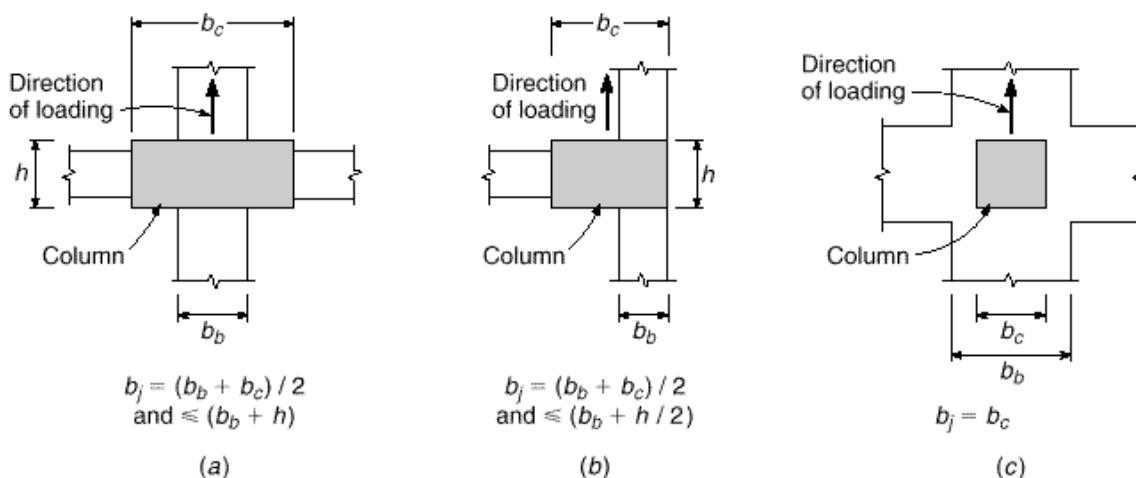 b_c
Direction
of loading
h
Column
b_b
b_j = (b_b + b_c) / 2
and ⩽ (b_b + h)
(a)
b_c
Direction
of loading
h
Column
b_b
b_j = (b_b + b_c) / 2
and ⩽ (b_b + h / 2)
(b)
Direction
of loading
Column
b_c
b_b
b_j = b_c
(c)